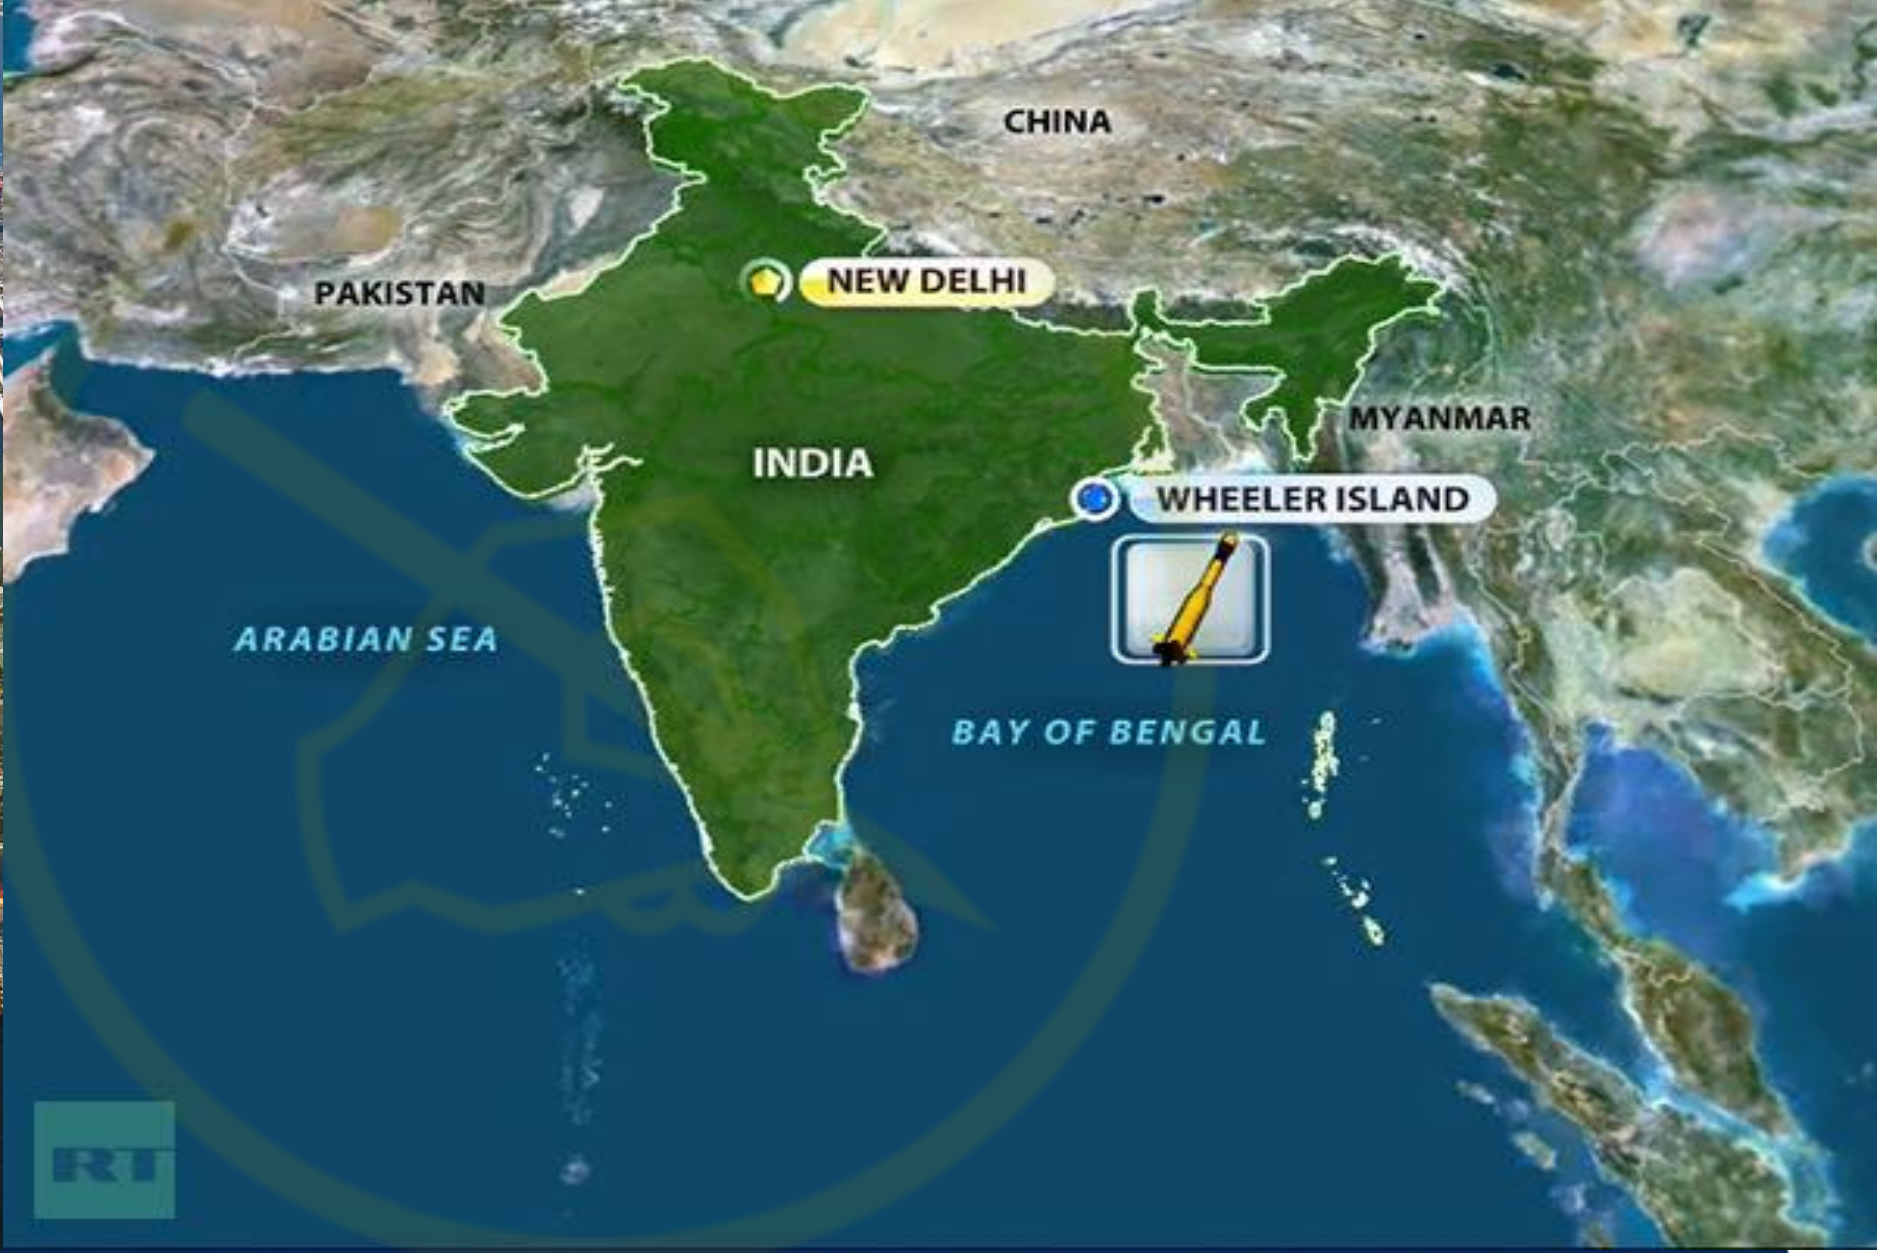 CHINA
NEW DELHI
PAKISTAN
MYANMAR
INDIA
WHEELER ISLAND
ARABIAN SEA
BAY OF BENGAL
RT